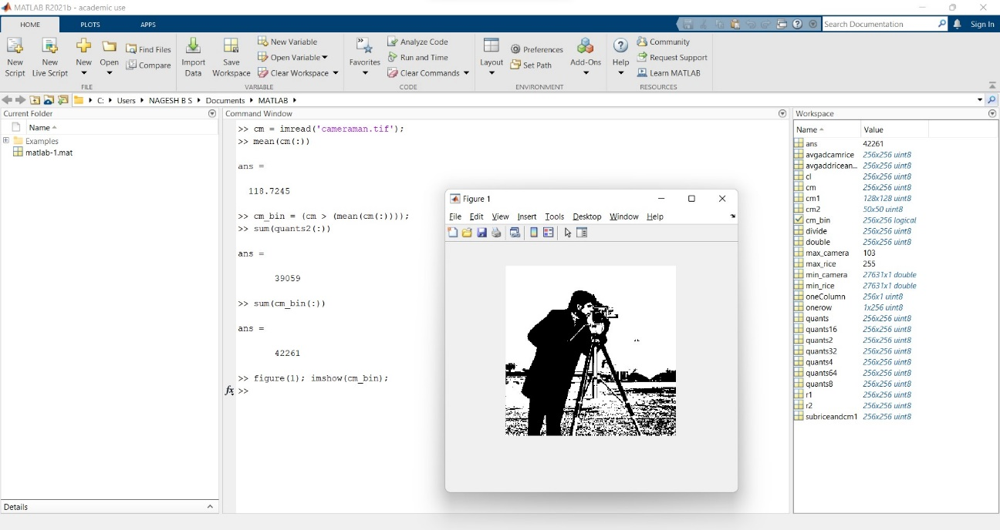 MATLAB R2021b - academic use
HOME PLOTS APPS
Search Documentation
Sign In
New Script
New Live Script
New
Open
Find Files
Compare
FILE
Import Data
Save Workspace
New Variable
Open Variable
Clear Workspace
VARIABLE
Favorites
Analyze Code
Run and Time
Clear Commands
CODE
Layout
Preferences
Set Path
Add-Ons
ENVIRONMENT
Help
Community
Request Support
Learn MATLAB
RESOURCES
C: Users NAGESH B S Documents MATLAB
Current Folder
Name
Examples
matlab-1.mat
Details
Command Window
>> cm = imread('cameraman.tif');
>> mean(cm(:))
ans =
118.7245
>> cm_bin = (cm > (mean(cm(:))));
>> sum(quants2(:))
ans =
39059
>> sum(cm_bin(:))
ans =
42261
>> figure(1); imshow(cm_bin);
fx >>
Figure 1
File Edit View Insert Tools Desktop Window Help
Workspace
Name Value
ans 42261
avgadcamrice 256x256 uint8
avgaddricean... 256x256 uint8
cl 256x256 uint8
cm 256x256 uint8
cm1 128x128 uint8
cm2 50x50 uint8
cm_bin 256x256 logical
divide 256x256 uint8
double 256x256 uint8
max_camera 103
max_rice 255
min_camera 27631x1 double
min_rice 27631x1 double
oneColumn 256x1 uint8
onerow 1x256 uint8
quants 256x256 uint8
quants16 256x256 uint8
quants2 256x256 uint8
quants32 256x256 uint8
quants4 256x256 uint8
quants64 256x256 uint8
quants8 256x256 uint8
r1 256x256 uint8
r2 256x256 uint8
subriceandcm1 256x256 uint8